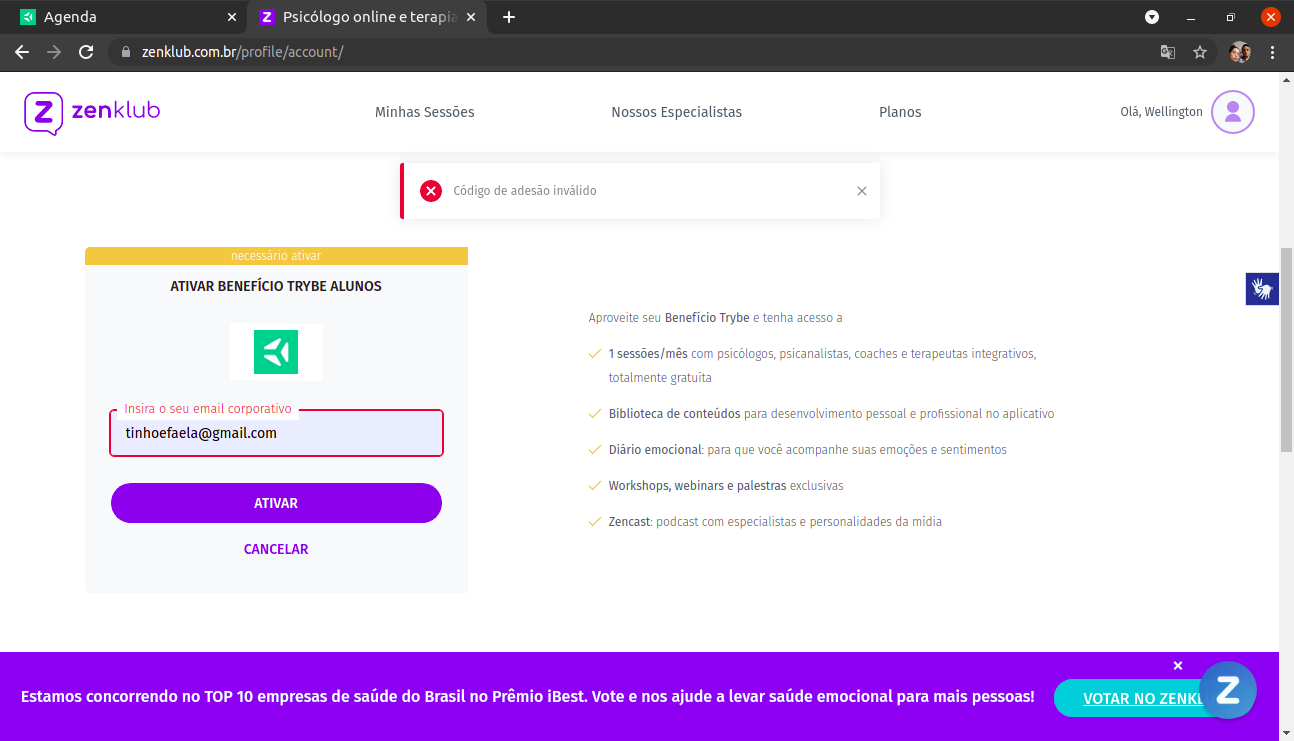 Agenda
Psicólogo online e terapia
zenklub.com.br/profile/account/
zenklub
Minhas Sessões
Nossos Especialistas
Planos
Olá, Wellington
Código de adesão inválido
necessário ativar
ATIVAR BENEFÍCIO TRYBE ALUNOS
Insira o seu email corporativo
tinhoefaela@gmail.com
ATIVAR
CANCELAR
Aproveite seu Benefício Trybe e tenha acesso a
1 sessões/mês com psicólogos, psicanalistas, coaches e terapeutas integrativos,
totalmente gratuíta
Biblioteca de conteúdos para desenvolvimento pessoal e profissional no aplicativo
Diário emocional: para que você acompanhe suas emoções e sentimentos
Workshops, webinars e palestras exclusivas
Zencast: podcast com especialistas e personalidades da mídia
Estamos concorrendo no TOP 10 empresas de saúde do Brasil no Prêmio iBest. Vote e nos ajude a levar saúde emocional para mais pessoas!
VOTAR NO ZENK
Z